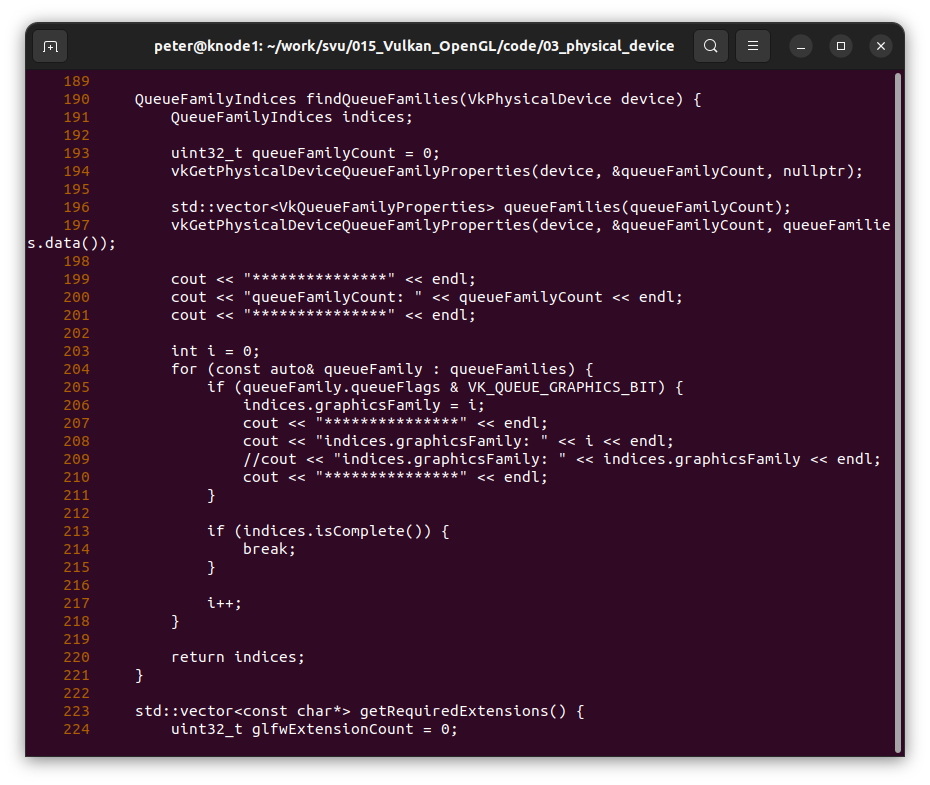 peter@knode1: ~/work/svu/015_Vulkan_OpenGL/code/03_physical_device
189
190     QueueFamilyIndices findQueueFamilies(VkPhysicalDevice device) {
191         QueueFamilyIndices indices;
192
193         uint32_t queueFamilyCount = 0;
194         vkGetPhysicalDeviceQueueFamilyProperties(device, &queueFamilyCount, nullptr);
195
196         std::vector<VkQueueFamilyProperties> queueFamilies(queueFamilyCount);
197         vkGetPhysicalDeviceQueueFamilyProperties(device, &queueFamilyCount, queueFamilie
s.data());
198
199         cout << "***************" << endl;
200         cout << "queueFamilyCount: " << queueFamilyCount << endl;
201         cout << "***************" << endl;
202
203         int i = 0;
204         for (const auto& queueFamily : queueFamilies) {
205             if (queueFamily.queueFlags & VK_QUEUE_GRAPHICS_BIT) {
206                 indices.graphicsFamily = i;
207                 cout << "***************" << endl;
208                 cout << "indices.graphicsFamily: " << i << endl;
209                 //cout << "indices.graphicsFamily: " << indices.graphicsFamily << endl;
210                 cout << "***************" << endl;
211             }
212
213             if (indices.isComplete()) {
214                 break;
215             }
216
217             i++;
218         }
219
220         return indices;
221     }
222
223     std::vector<const char*> getRequiredExtensions() {
224         uint32_t glfwExtensionCount = 0;